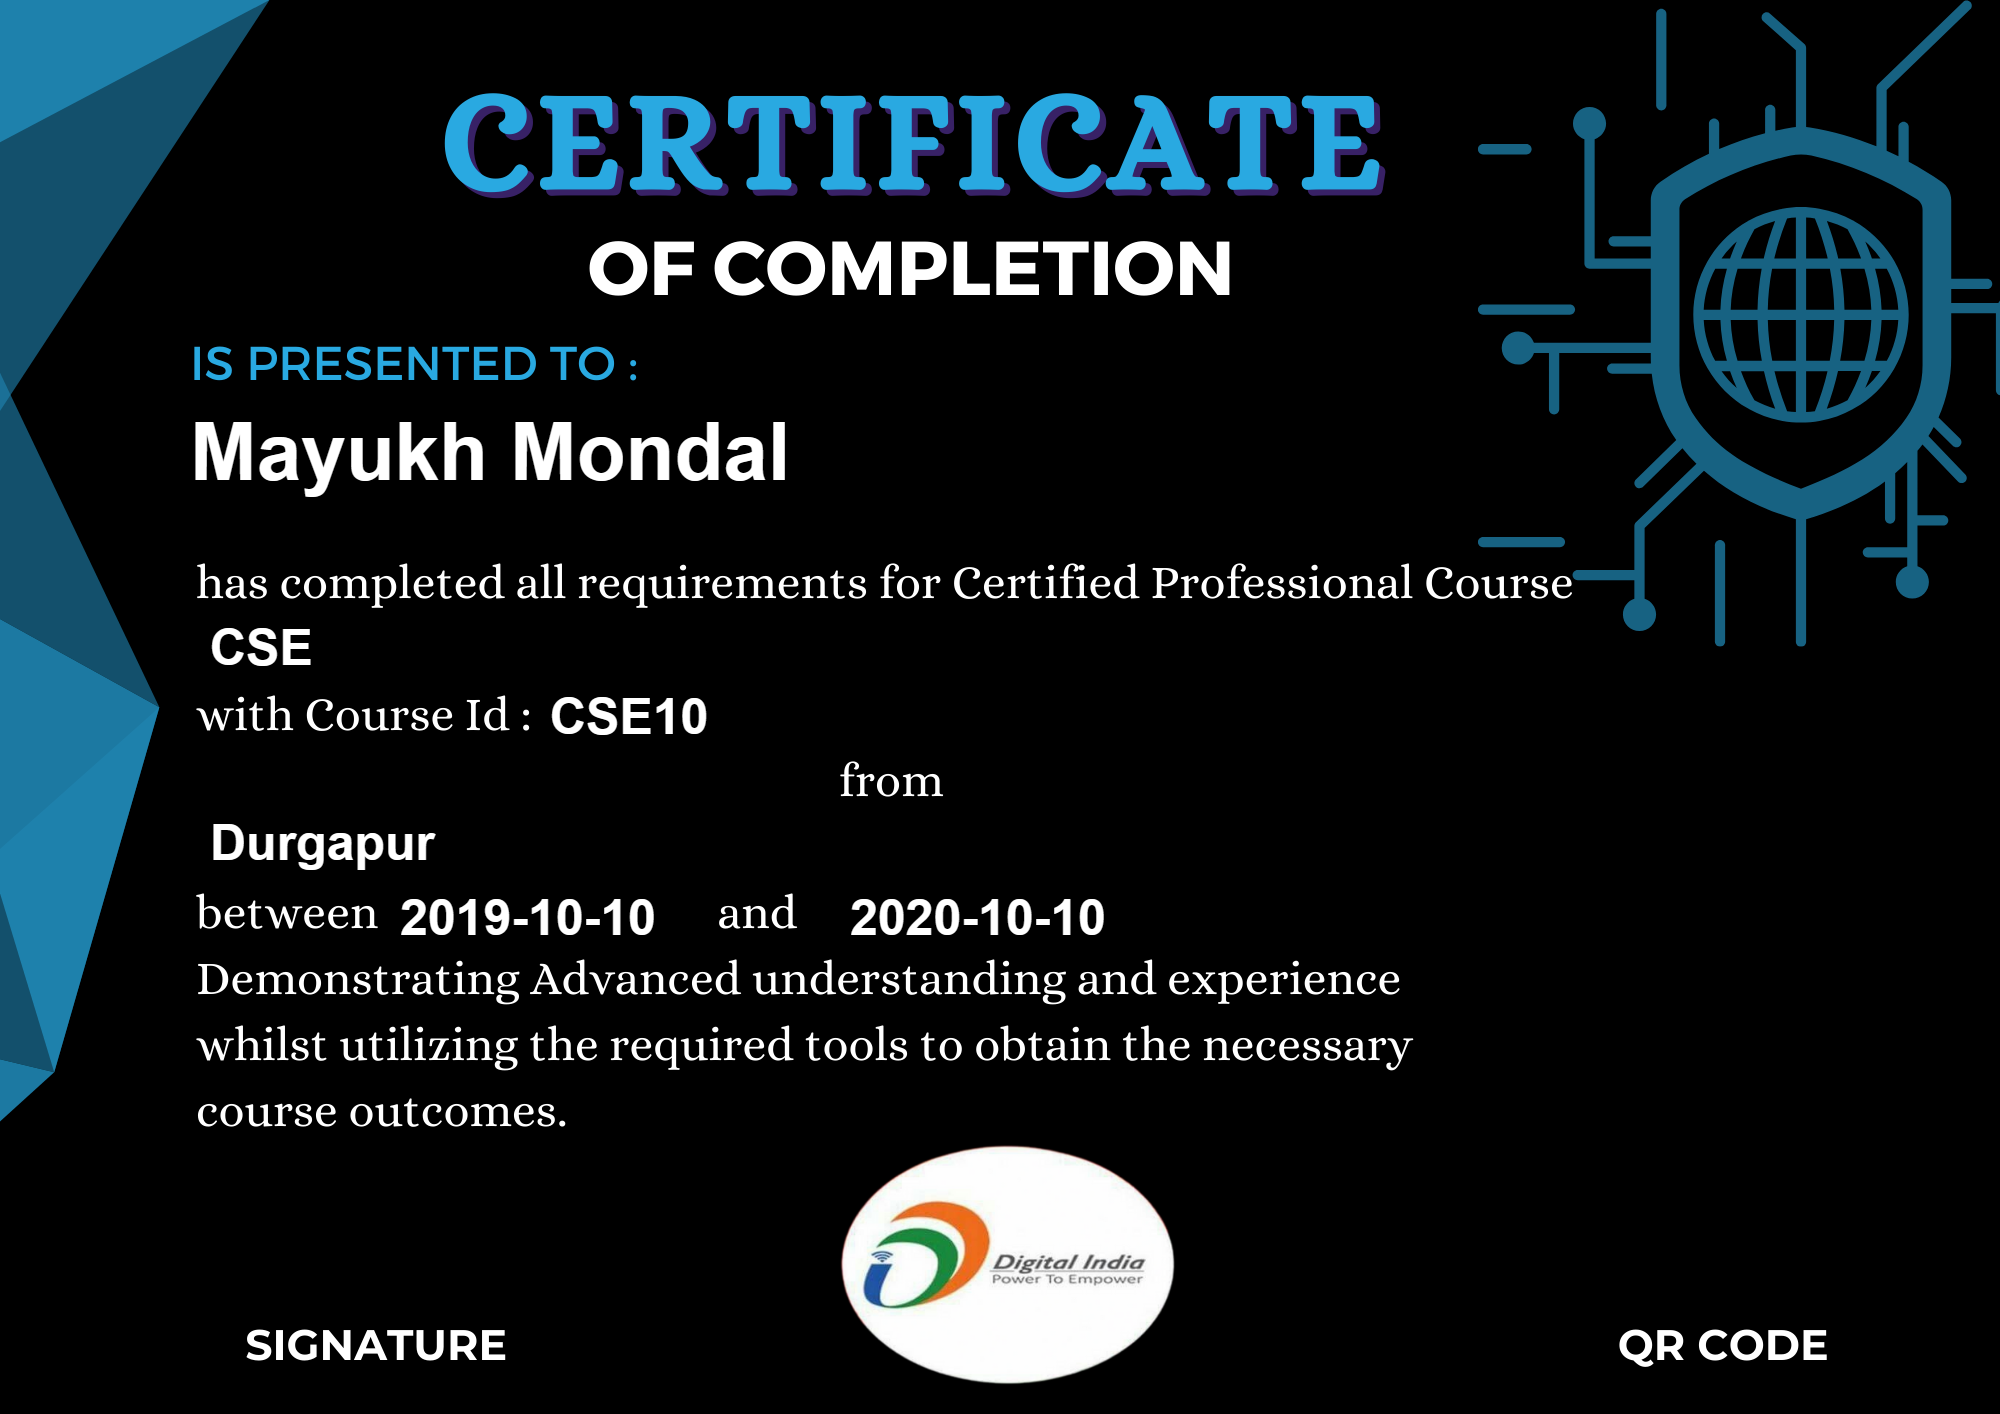 CERTIFICATE
OF COMPLETION
IS PRESENTED TO :
Mayukh Mondal
has completed all requirements for Certified Professional Course
CSE
with Course Id : CSE10
from
Durgapur
between 2019-10-10 and 2020-10-10
Demonstrating Advanced understanding and experience
whilst utilizing the required tools to obtain the necessary
course outcomes.
Digital India
Power To Empower
SIGNATURE
QR CODE